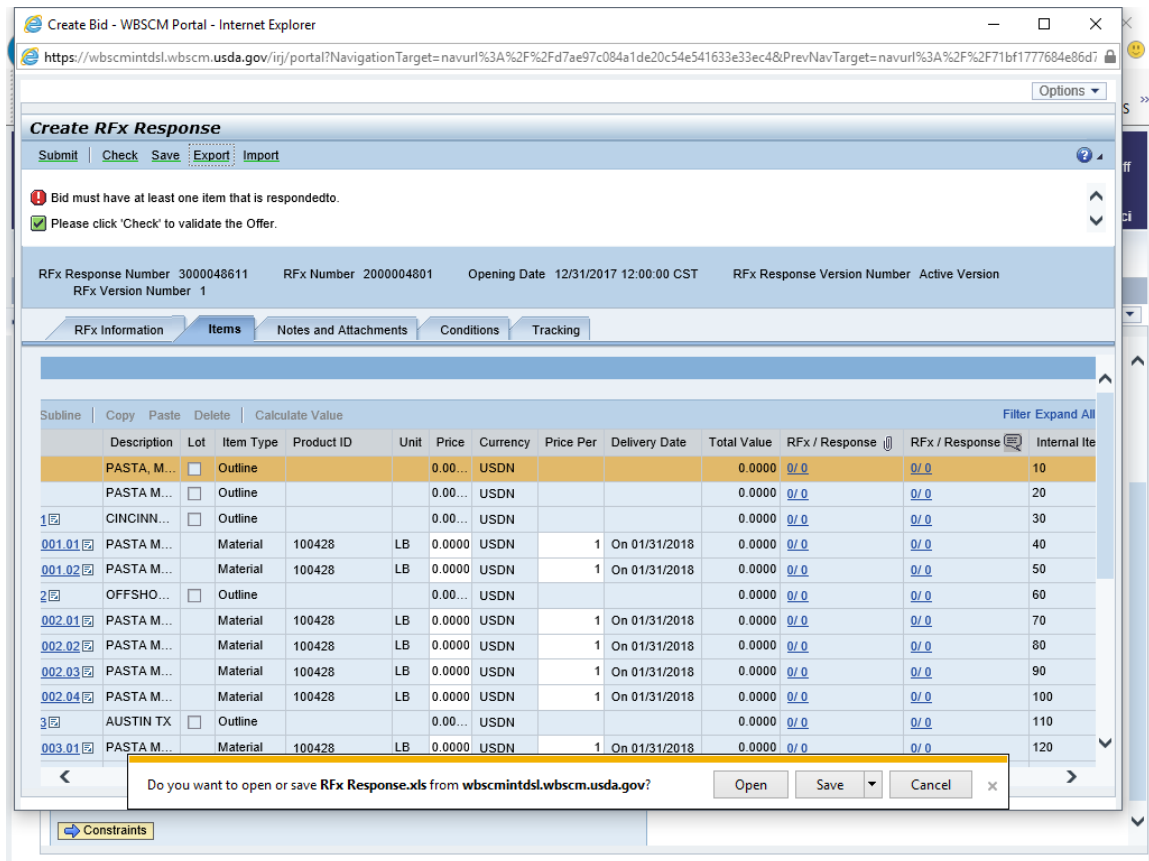 Create Bid - WBSCM Portal - Internet Explorer
https://wbscmintdsl.wbscm.usda.gov/irj/portal?NavigationTarget=navurl%3A%2F%2Fd7ae97c084a1de20c54e541633e33ec4&PrevNavTarget=navurl%3A%2F%2F71bf1777684e86d7
Options
S
Create RFx Response
Submit Check Save Export Import
ff
Bid must have at least one item that is respondedto.
Please click 'Check' to validate the Offer.
ci
RFx Response Number 3000048611 RFx Number 2000004801 Opening Date 12/31/2017 12:00:00 CST RFx Response Version Number Active Version
RFx Version Number 1
RFx Information Items Notes and Attachments Conditions Tracking
Subline Copy Paste Delete Calculate Value Filter Expand All
Description Lot Item Type Product ID Unit Price Currency Price Per Delivery Date Total Value RFx / Response RFx / Response Internal Ite
PASTA, M... Outline 0.00... USDN 0.0000 0/ 0 0/ 0 10
PASTA M... Outline 0.00... USDN 0.0000 0/ 0 0/ 0 20
1 CINCINN... Outline 0.00... USDN 0.0000 0/ 0 0/ 0 30
001.01 PASTA M... Material 100428 LB 0.0000 USDN 1 On 01/31/2018 0.0000 0/ 0 0/ 0 40
001.02 PASTA M... Material 100428 LB 0.0000 USDN 1 On 01/31/2018 0.0000 0/ 0 0/ 0 50
2 OFFSHO... Outline 0.00... USDN 0.0000 0/ 0 0/ 0 60
002.01 PASTA M... Material 100428 LB 0.0000 USDN 1 On 01/31/2018 0.0000 0/ 0 0/ 0 70
002.02 PASTA M... Material 100428 LB 0.0000 USDN 1 On 01/31/2018 0.0000 0/ 0 0/ 0 80
002.03 PASTA M... Material 100428 LB 0.0000 USDN 1 On 01/31/2018 0.0000 0/ 0 0/ 0 90
002.04 PASTA M... Material 100428 LB 0.0000 USDN 1 On 01/31/2018 0.0000 0/ 0 0/ 0 100
3 AUSTIN TX Outline 0.00... USDN 0.0000 0/ 0 0/ 0 110
003.01 PASTA M... Material 100428 LB 0.0000 USDN 1 On 01/31/2018 0.0000 0/ 0 0/ 0 120
Do you want to open or save RFx Response.xls from wbscmintdsl.wbscm.usda.gov? Open Save Cancel
Constraints